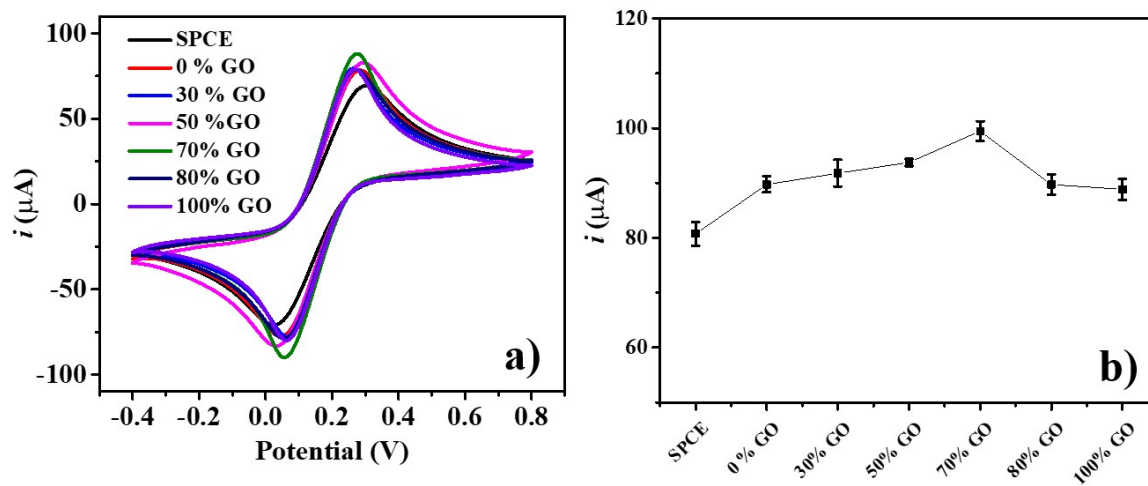 100
50
0
-50
-100
i (μA)
SPCE
0 % GO
30 % GO
50 %GO
70% GO
80% GO
100% GO
a)
-0.4 0.0 0.2 0.4 0.6 0.8
-0.2
Potential (V)
120
100
80
60
i (μA)
b)
SPCE
0 % GO
30% GO
50% GO
70% GO
80% GO
100% GO